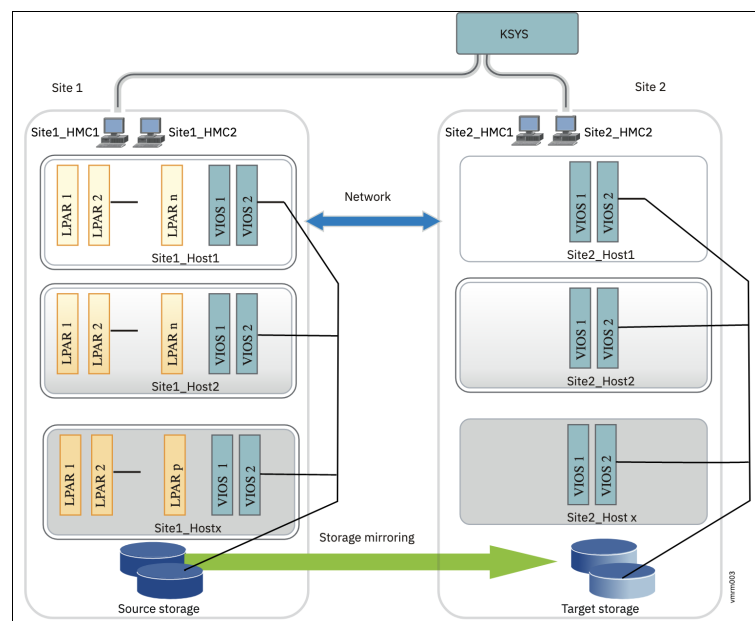 KSYS
Site 1
Site 2
Site1_HMC1
Site1_HMC2
Site2_HMC1
Site2_HMC2
LPAR 1
LPAR 2
LPAR n
VIOS 1
VIOS 2
Site1_Host1
Network
VIOS 1
VIOS 2
Site2_Host1
LPAR 1
LPAR 2
LPAR n
VIOS 1
VIOS 2
Site1_Host2
VIOS 1
VIOS 2
Site2_Host2
LPAR 1
LPAR 2
LPAR p
VIOS 1
VIOS 2
Site1_Hostx
VIOS 1
VIOS 2
Site2_Host x
Storage mirroring
Source storage
Target storage
vmrm003